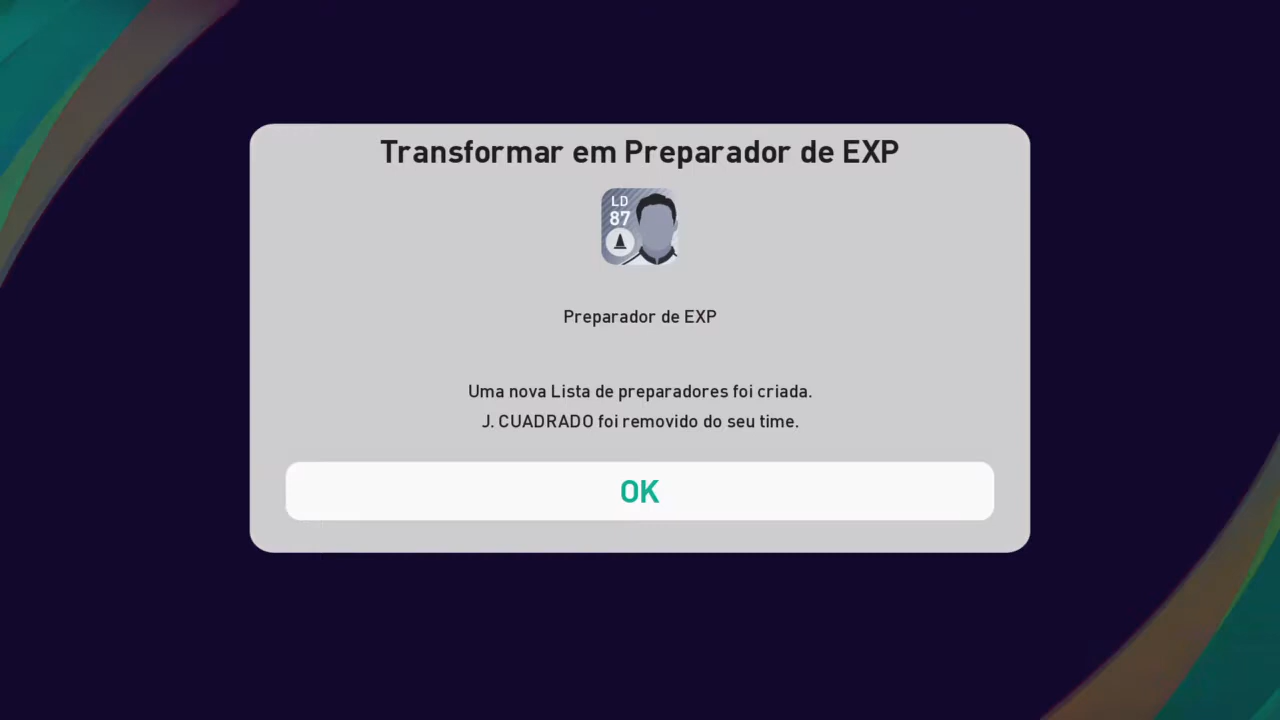 Transformar em Preparador de EXP
LD
87
Preparador de EXP
Uma nova Lista de preparadores foi criada.
J. CUADRADO foi removido do seu time.
OK